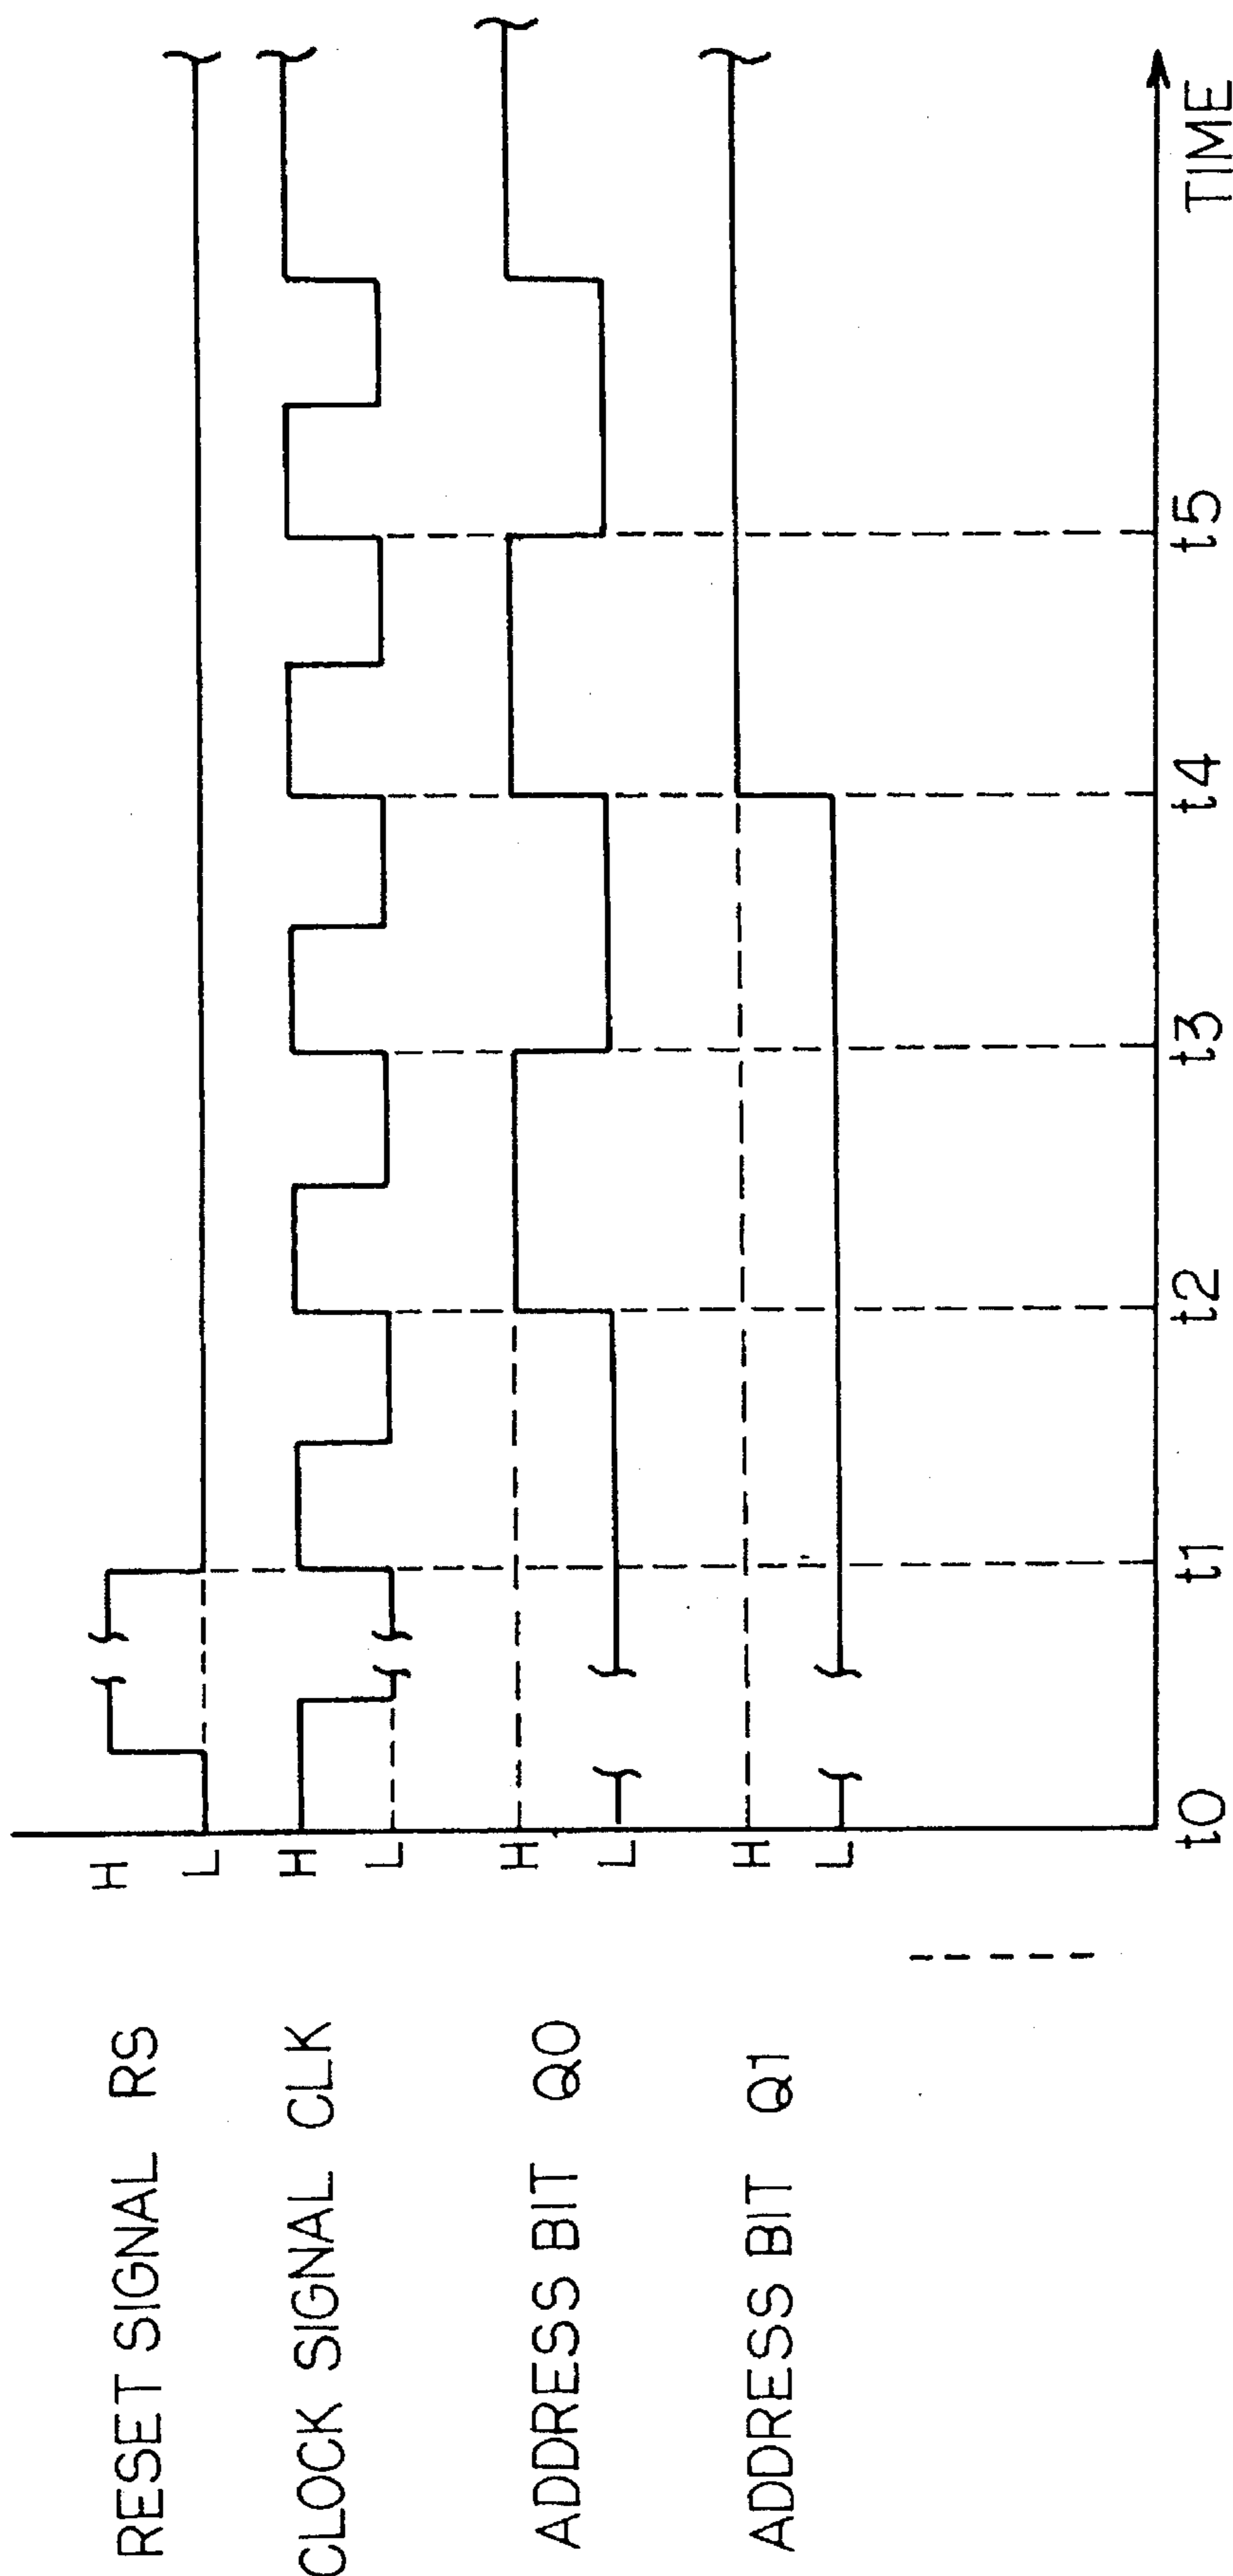 RESET SIGNAL RS
H
L
CLOCK SIGNAL CLK
H
L
ADDRESS BIT Q0
H
L
ADDRESS BIT Q1
H
L
t0 t1 t2 t3 t4 t5 TIME